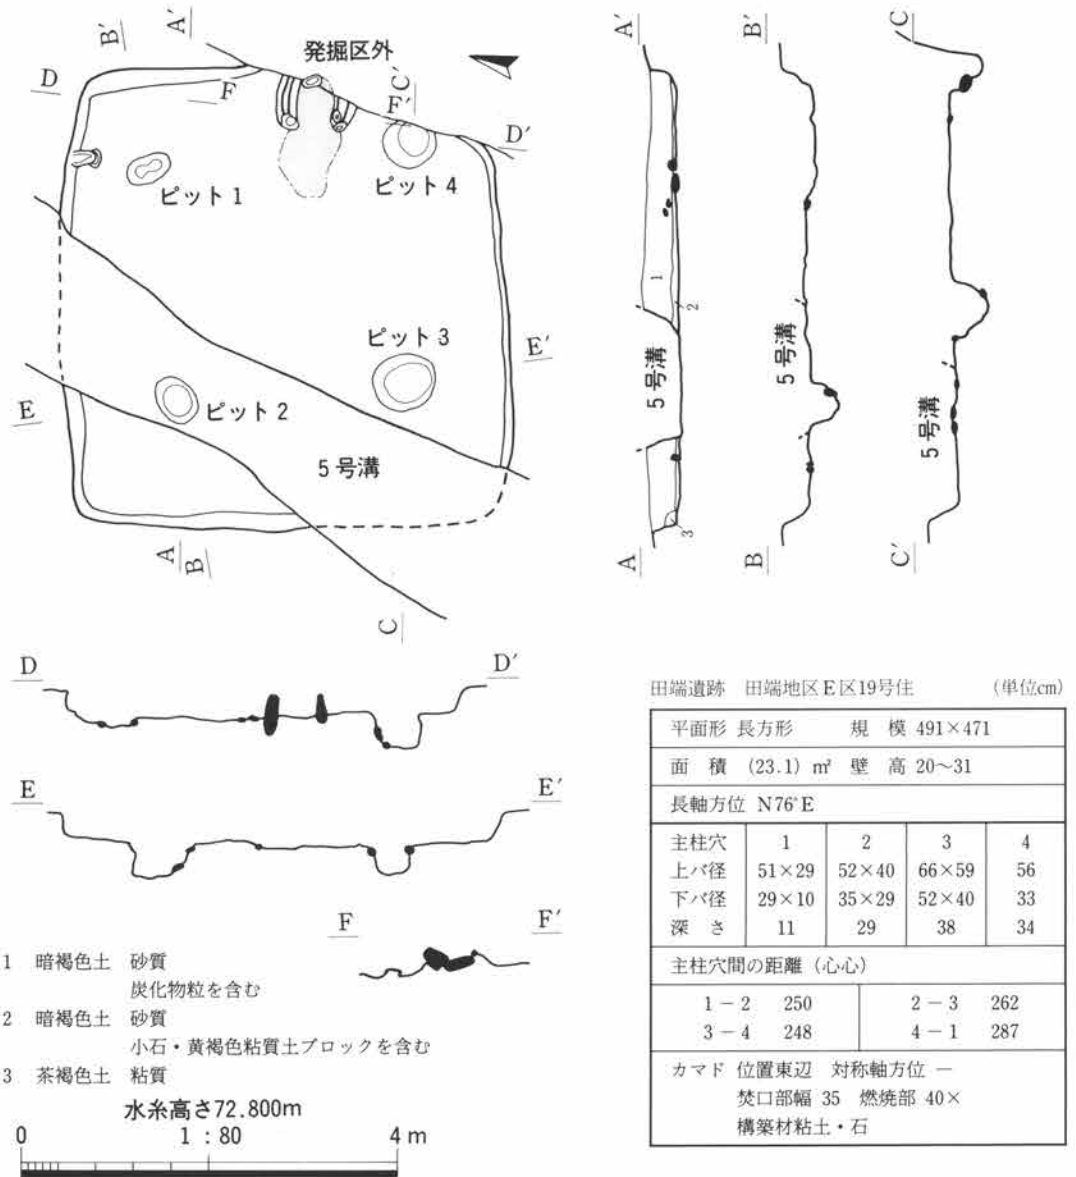 A'
B'
発掘区外
D
F
C'
F'
D'
ピット1
ピット4
ピット3
E'
E
ピット2
5号溝
A
B
C
A'
1
2
5号溝
3
A
B'
5号溝
B
C
5号溝
C'
D
D'
E
E'
F
F'
1 暗褐色土 砂質
炭化物粒を含む
2 暗褐色土 砂質
小石・黄褐色粘質土ブロックを含む
3 茶褐色土 粘質
水糸高さ72.800m
0 1:80 4m
田端遺跡 田端地区E区19号住 (単位cm)
平面形 長方形 規模 491×471
面積 (23.1) ㎡ 壁高 20〜31
長軸方位 N76°E
主柱穴 1 2 3 4
上バ径 51×29 52×40 66×59 56
下バ径 29×10 35×29 52×40 33
深さ 11 29 38 34
主柱穴間の距離(心心)
1-2 250 2-3 262
3-4 248 4-1 287
カマド 位置東辺 対称軸方位 ―
焚口部幅 35 燃焼部 40×
構築材粘土・石